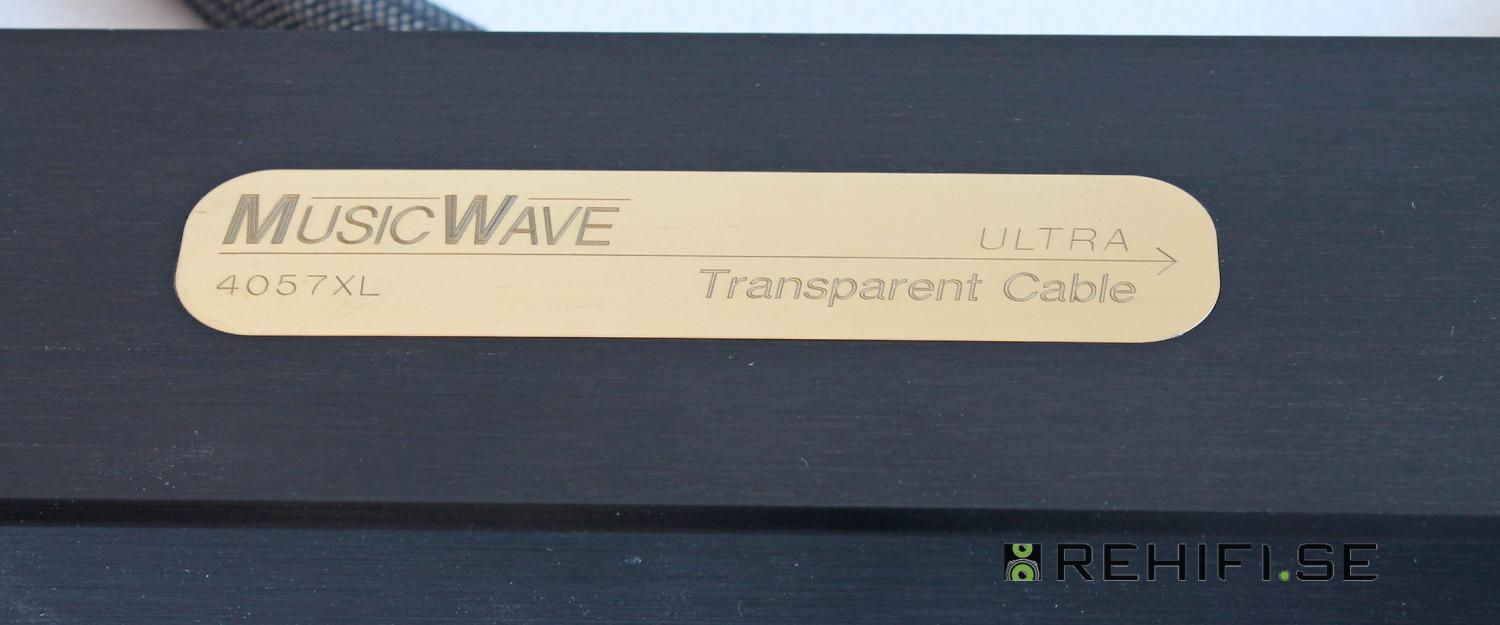 MUSICWAVE
ULTRA
4057XL
Transparent Cable
REHIFI.SE